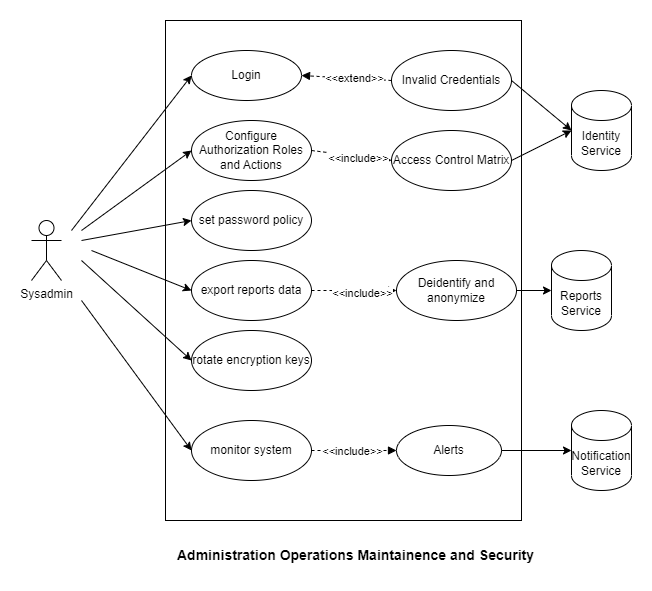 Login
<<extend>>
Invalid Credentials
Configure
Authorization Roles
and Actions
<<include>>
Access Control Matrix
Identity
Service
set password policy
Sysadmin
export reports data
<<include>>
Deidentify and
anonymize
Reports
Service
rotate encryption keys
monitor system
<<include>>
Alerts
Notification
Service
Administration Operations Maintainence and Security